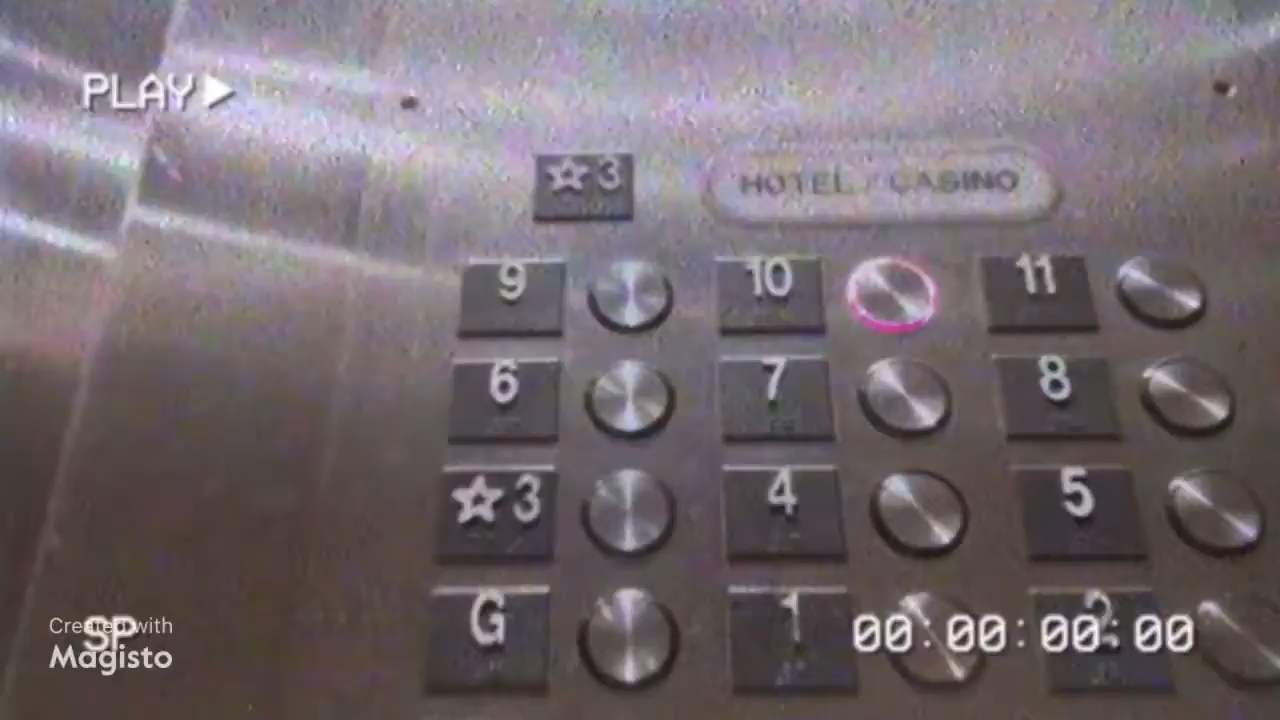 PLAY▶
☆3
HOTEL / CASINO
9 10 11
6 7 8
☆3 4 5
G 1 2
SP
00:00:00:00
Created with
Magisto